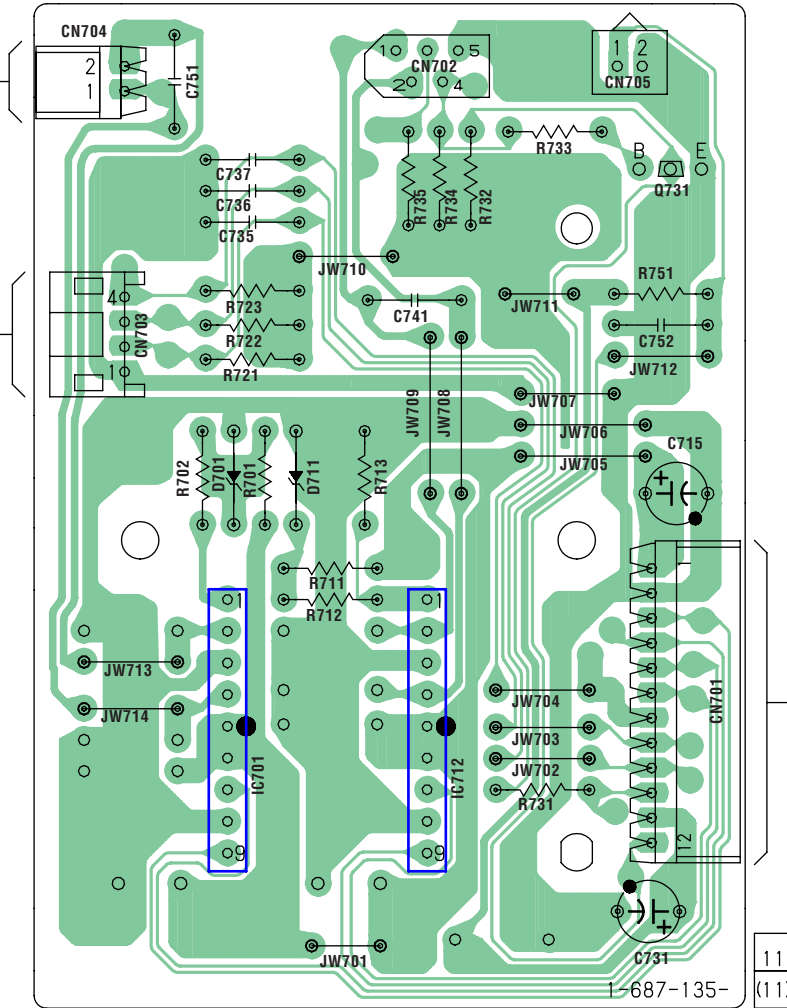 CN704
2
1
C751
1
5
CN702
2
4
1 2
CN705
R733
B
E
Q731
C737
C736
C735
R735
R734
R732
JW710
R723
R722
R721
4
CN703
1
C741
JW711
R751
C752
JW712
JW709
JW708
JW707
JW706
JW705
C715
+
R702
D701
R701
D711
R713
R711
R712
1
1
1
JW713
JW714
JW704
JW703
JW702
R731
CN701
IC701
IC712
9
9
12
+
JW701
C731
1-687-135-
11
(11)